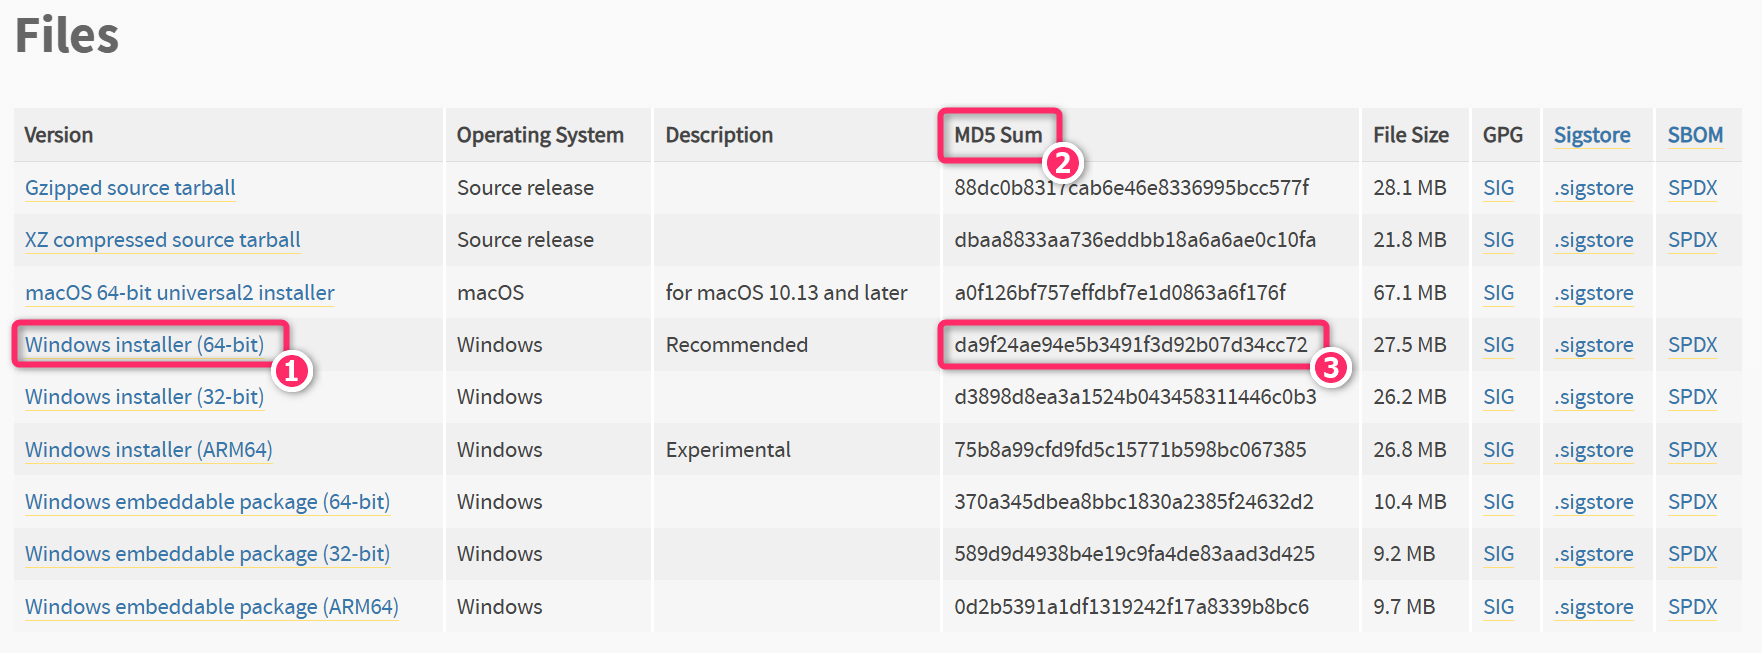 Files
Version Operating System Description MD5 Sum File Size GPG Sigstore SBOM
2
Gzipped source tarball Source release 88dc0b8317cab6e46e8336995bcc577f 28.1 MB SIG .sigstore SPDX
XZ compressed source tarball Source release dbaa8833aa736eddbb18a6a6ae0c10fa 21.8 MB SIG .sigstore SPDX
macOS 64-bit universal2 installer macOS for macOS 10.13 and later a0f126bf757effdbf7e1d0863a6f176f 67.1 MB SIG .sigstore
Windows installer (64-bit) Windows Recommended da9f24ae94e5b3491f3d92b07d34cc72 27.5 MB SIG .sigstore SPDX
1 3
Windows installer (32-bit) Windows d3898d8ea3a1524b043458311446c0b3 26.2 MB SIG .sigstore SPDX
Windows installer (ARM64) Windows Experimental 75b8a99cfd9fd5c15771b598bc067385 26.8 MB SIG .sigstore SPDX
Windows embeddable package (64-bit) Windows 370a345dbea8bbc1830a2385f24632d2 10.4 MB SIG .sigstore SPDX
Windows embeddable package (32-bit) Windows 589d9d4938b4e19c9fa4de83aad3d425 9.2 MB SIG .sigstore SPDX
Windows embeddable package (ARM64) Windows 0d2b5391a1df1319242f17a8339b8bc6 9.7 MB SIG .sigstore SPDX